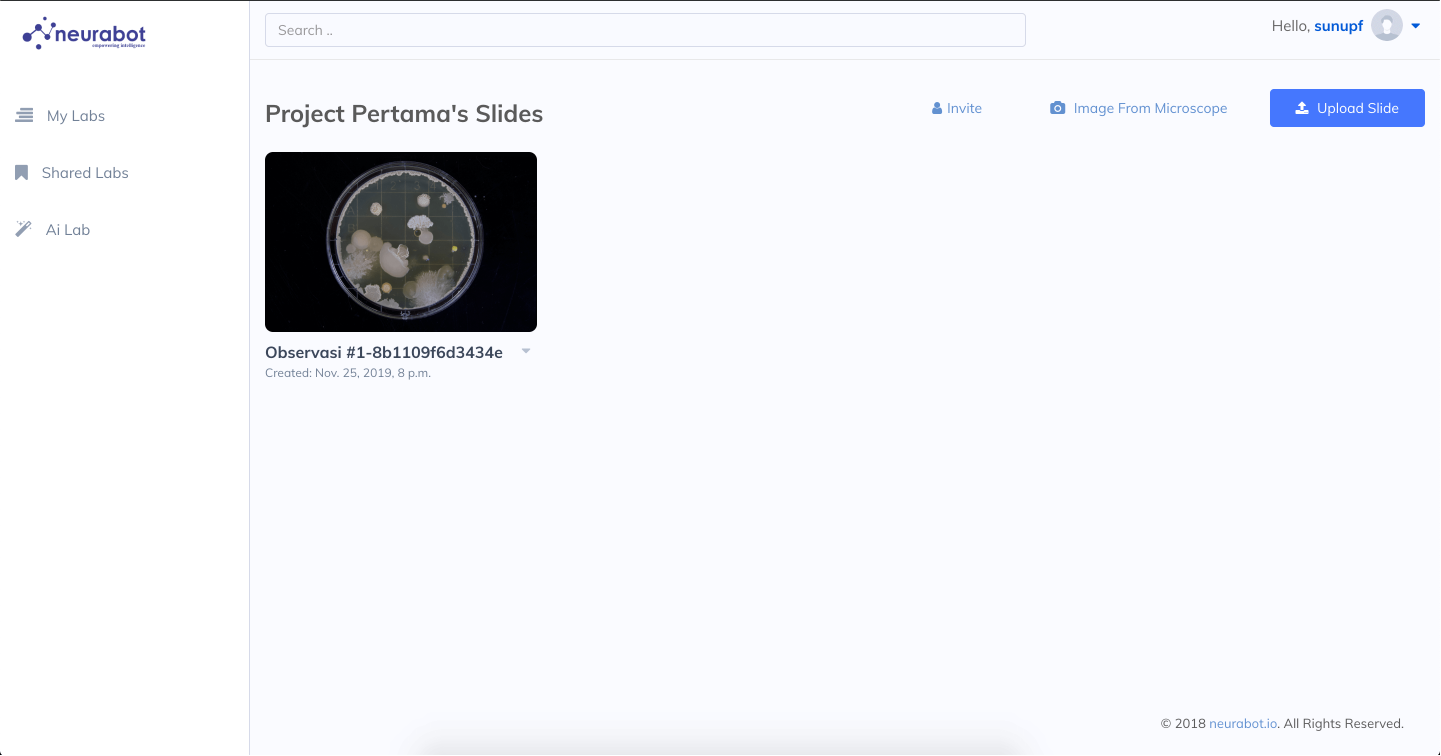 neurabot
empowering intelligence
Search ..
Hello, sunupf
My Labs
Shared Labs
Ai Lab
Project Pertama's Slides
Invite
Image From Microscope
Upload Slide
Observasi #1-8b1109f6d3434e
Created: Nov. 25, 2019, 8 p.m.
© 2018 neurabot.io. All Rights Reserved.